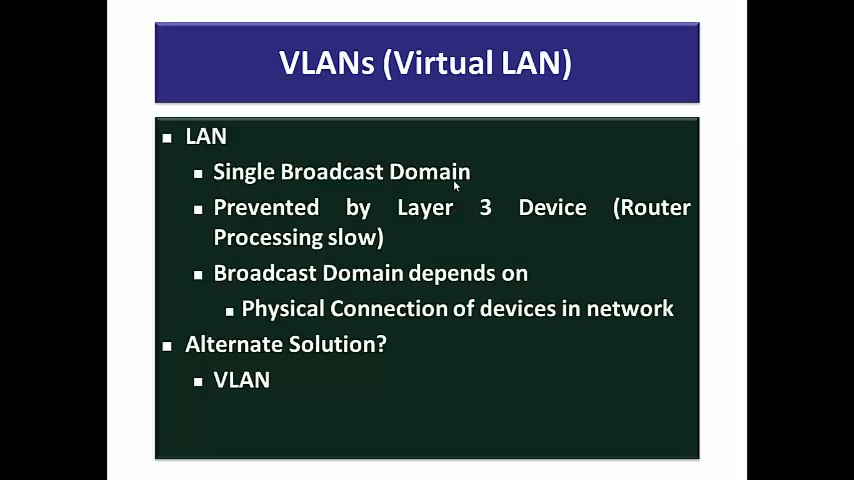 VLANs (Virtual LAN)
LAN
Single Broadcast Domain
Prevented by Layer 3 Device (Router
Processing slow)
Broadcast Domain depends on
Physical Connection of devices in network
Alternate Solution?
VLAN